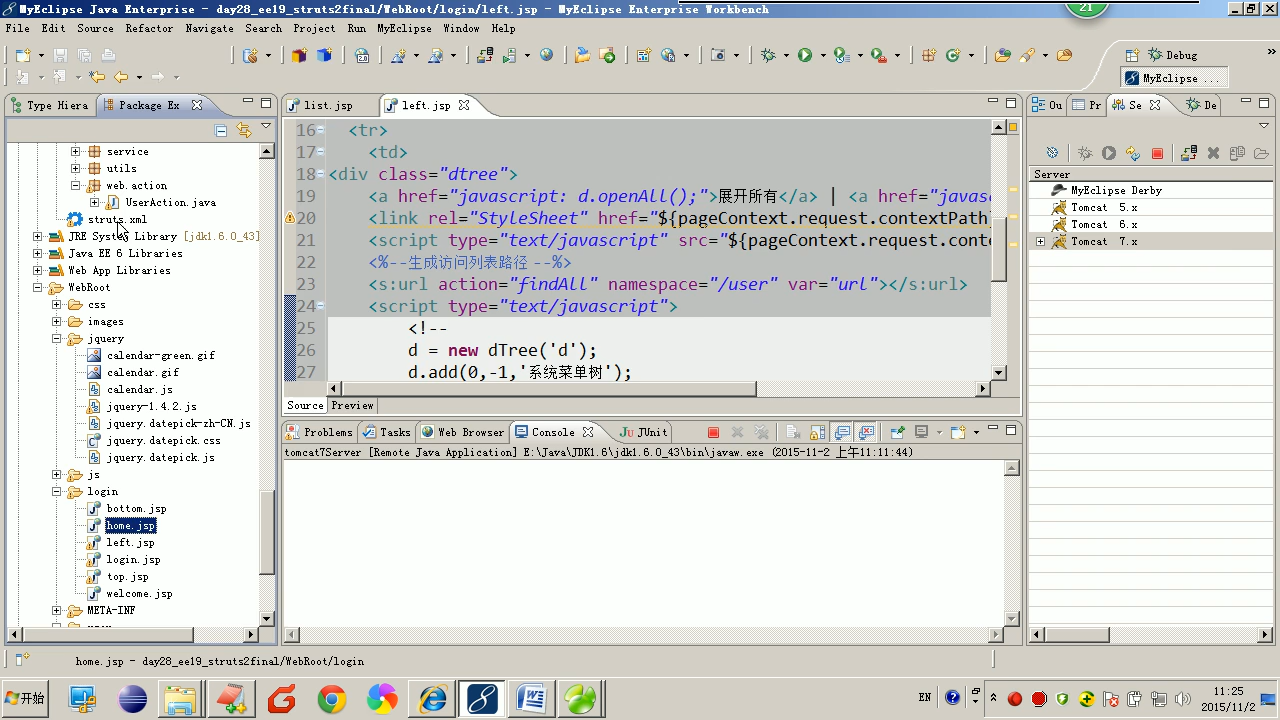 MyEclipse Java Enterprise - day28_ee19_struts2final/WebRoot/login/left.jsp - MyEclipse Enterprise Workbench
21
File Edit Source Refactor Navigate Search Project Run MyEclipse Window Help
Debug
MyEclipse ...
Type Hiera Package Ex
list.jsp left.jsp
Ou Pr Se De
service
utils
web.action
UserAction.java
struts.xml
JRE System Library [jdk1.6.0_43]
Java EE 6 Libraries
Web App Libraries
WebRoot
css
images
jquery
calendar-green.gif
calendar.gif
calendar.js
jquery-1.4.2.js
jquery.datepick-zh-CN.js
jquery.datepick.css
jquery.datepick.js
js
login
bottom.jsp
home.jsp
left.jsp
login.jsp
top.jsp
welcome.jsp
META-INF
16 <tr>
17 <td>
18 <div class="dtree">
19 <a href="javascript: d.openAll();">展开所有</a> | <a href="javas
20 <link rel="StyleSheet" href="${pageContext.request.contextPath
21 <script type="text/javascript" src="${pageContext.request.conte
22 <%--生成访问列表路径 --%>
23 <s:url action="findAll" namespace="/user" var="url"></s:url>
24 <script type="text/javascript">
25 <!--
26 d = new dTree('d');
27 d.add(0,-1,'系统菜单树');
Source Preview
Problems Tasks Web Browser Console JUnit
tomcat7Server [Remote Java Application] E:\Java\JDK1.6\jdk1.6.0_43\bin\javaw.exe (2015-11-2 上午11:11:44)
Server
MyEclipse Derby
Tomcat 5.x
Tomcat 6.x
Tomcat 7.x
home.jsp - day28_ee19_struts2final/WebRoot/login
开始
EN
11:25
2015/11/2